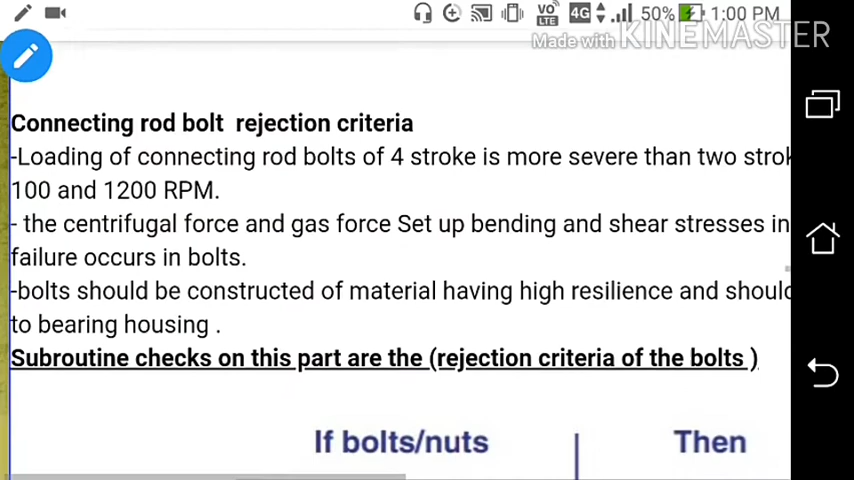 VO LTE 4G 50% 1:00 PM
Made with KINEMASTER
Connecting rod bolt rejection criteria
-Loading of connecting rod bolts of 4 stroke is more severe than two strok
100 and 1200 RPM.
- the centrifugal force and gas force Set up bending and shear stresses in
failure occurs in bolts.
-bolts should be constructed of material having high resilience and should
to bearing housing .
Subroutine checks on this part are the (rejection criteria of the bolts )
If bolts/nuts Then